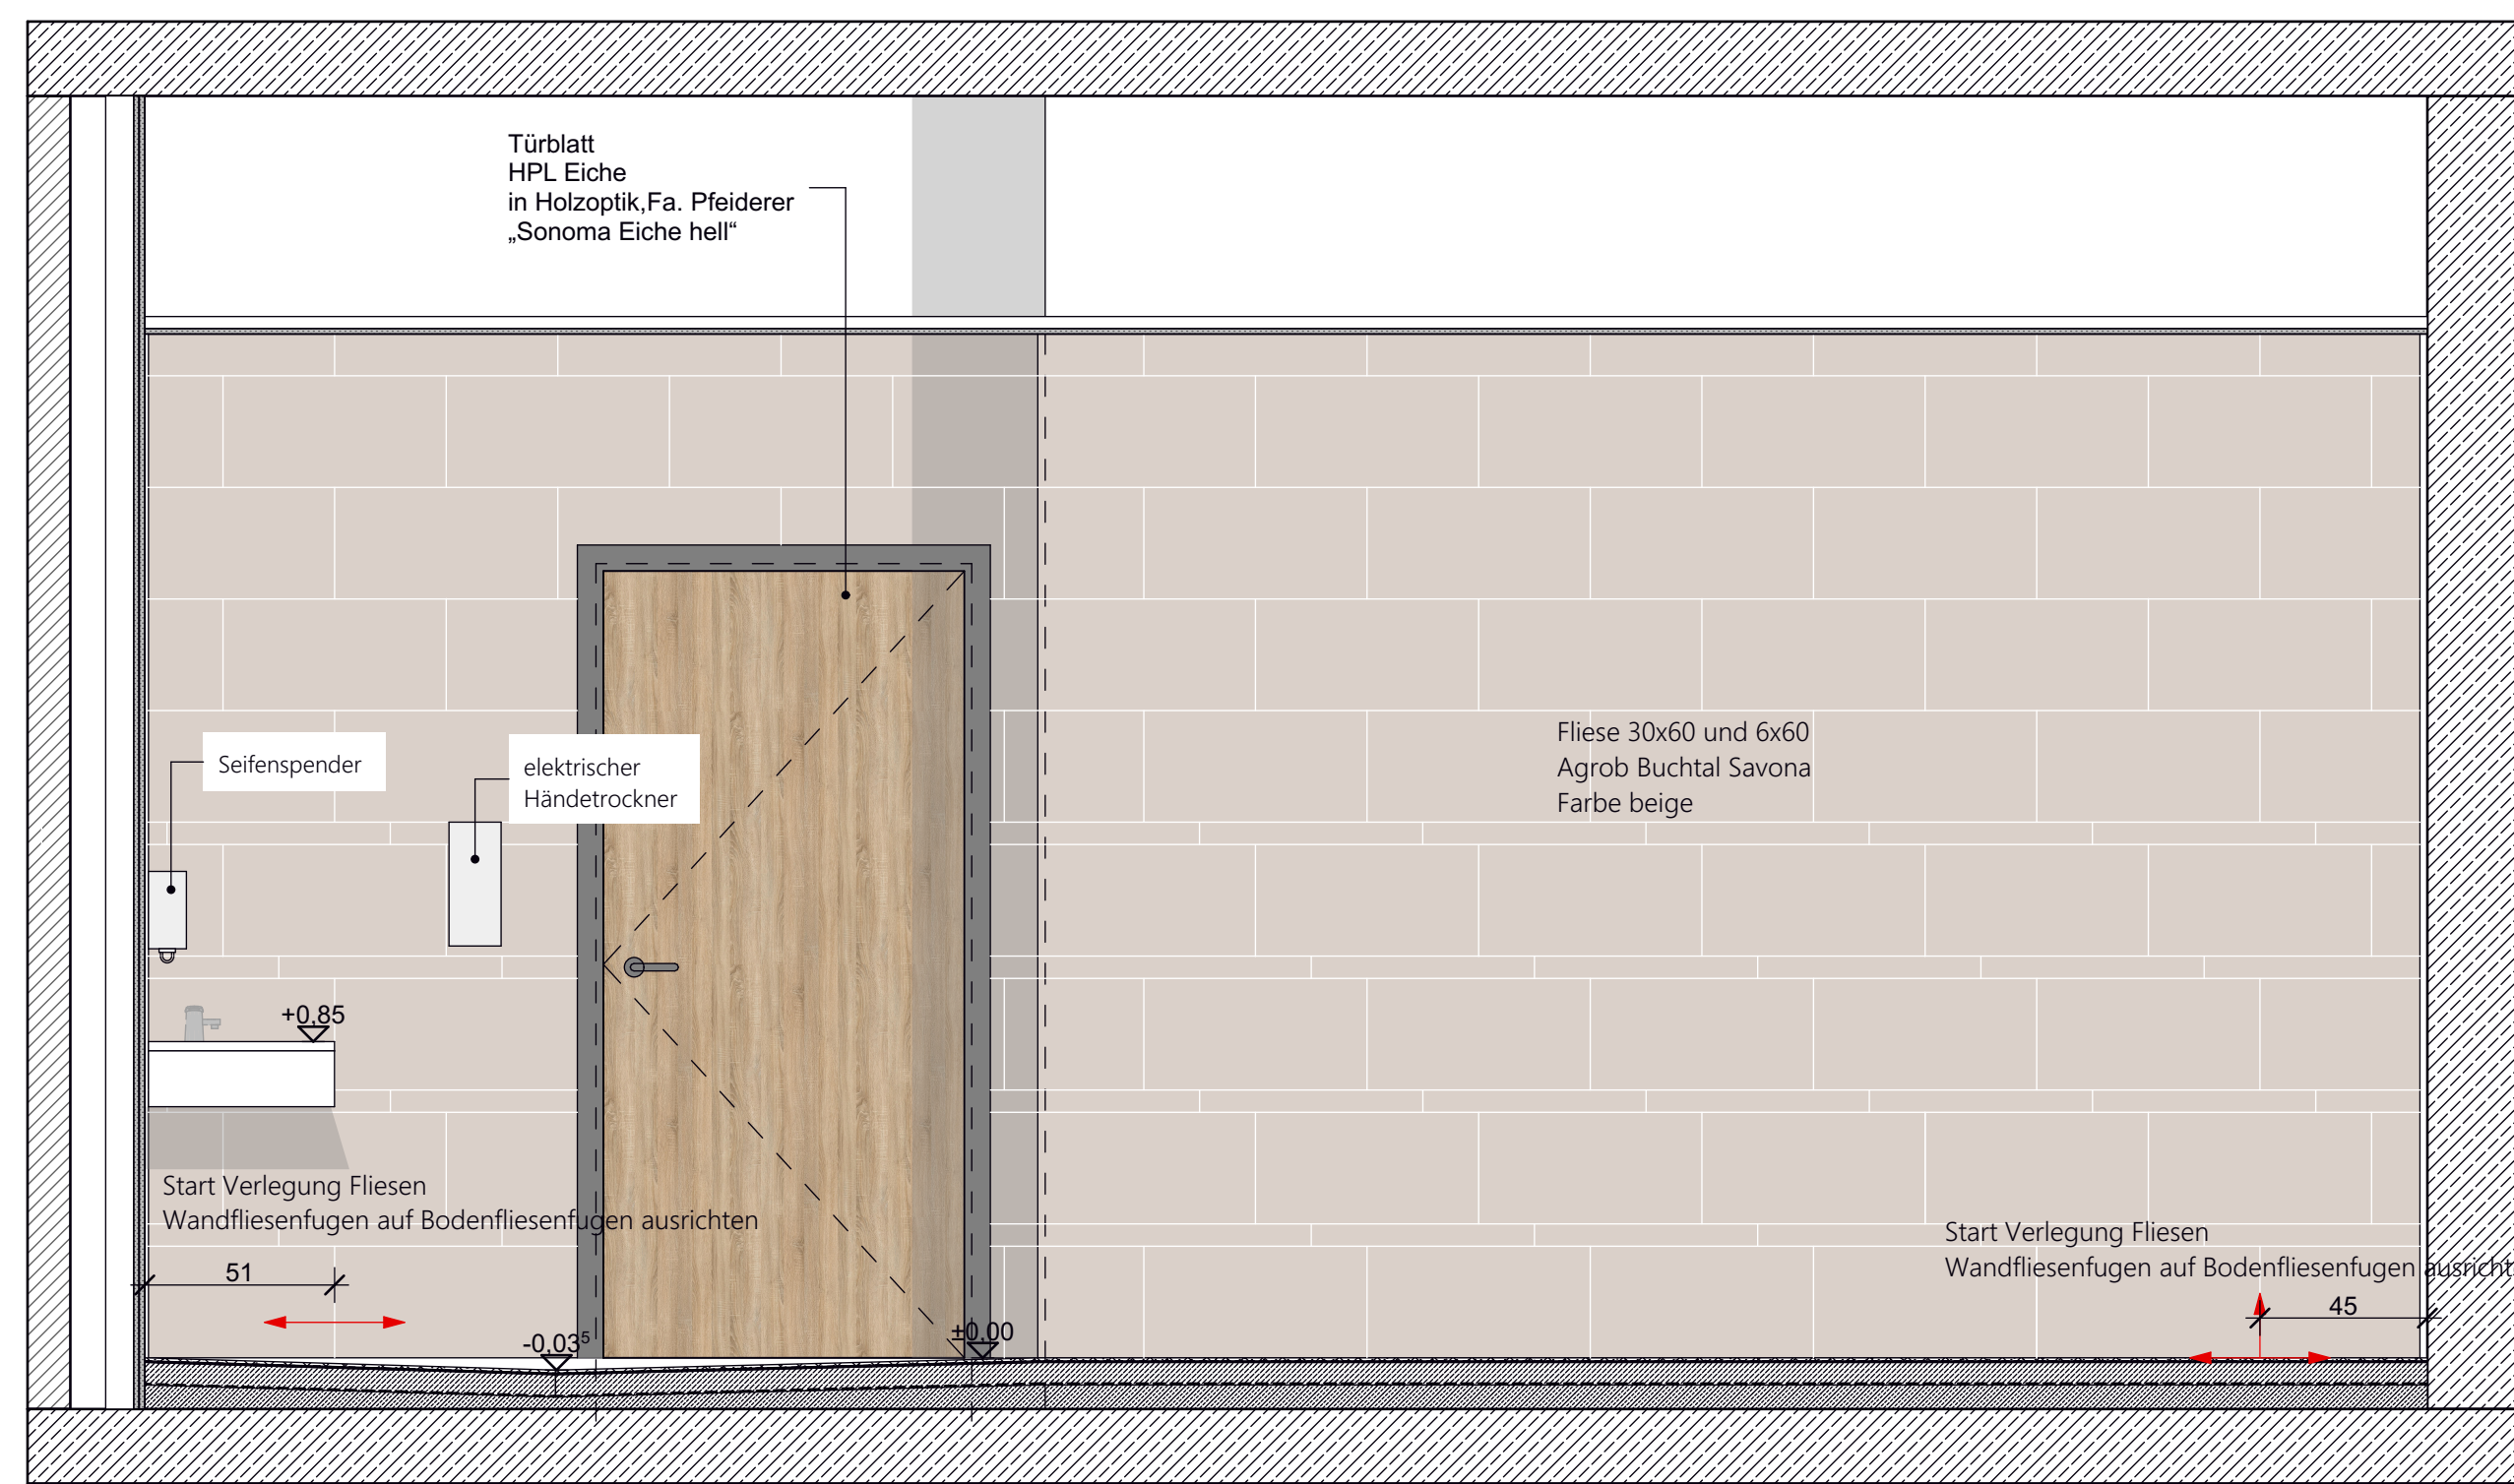 Türblatt
HPL Eiche
in Holzoptik,Fa. Pfeiderer
„Sonoma Eiche hell“
Seifenspender
elektrischer
Händetrockner
Fliese 30x60 und 6x60
Agrob Buchtal Savona
Farbe beige
+0,85
Start Verlegung Fliesen
Wandfliesenfugen auf Bodenfliesenfugen ausrichten
51
-0,03⁵
±0,00
Start Verlegung Fliesen
Wandfliesenfugen auf Bodenfliesenfugen ausricht
45